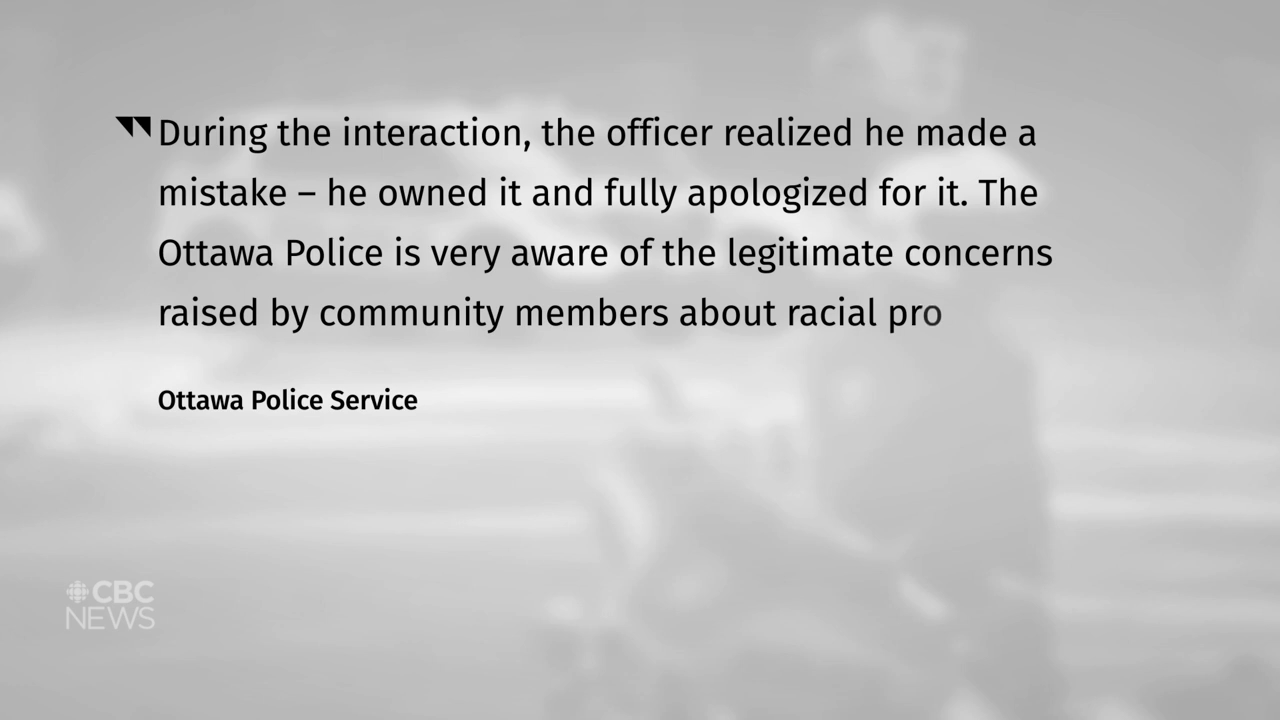 During the interaction, the officer realized he made a
mistake – he owned it and fully apologized for it. The
Ottawa Police is very aware of the legitimate concerns
raised by community members about racial pro
Ottawa Police Service
CBC
NEWS